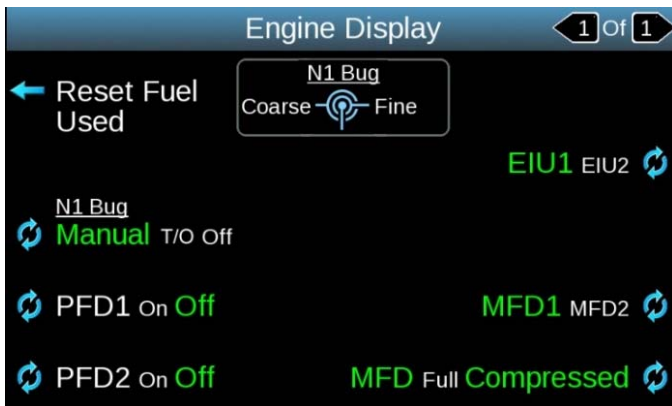 Engine Display
1 Of 1
N1 Bug
Coarse Fine
Reset Fuel
Used
EIU1 EIU2
N1 Bug
Manual T/O Off
PFD1 On Off
MFD1 MFD2
PFD2 On Off
MFD Full Compressed